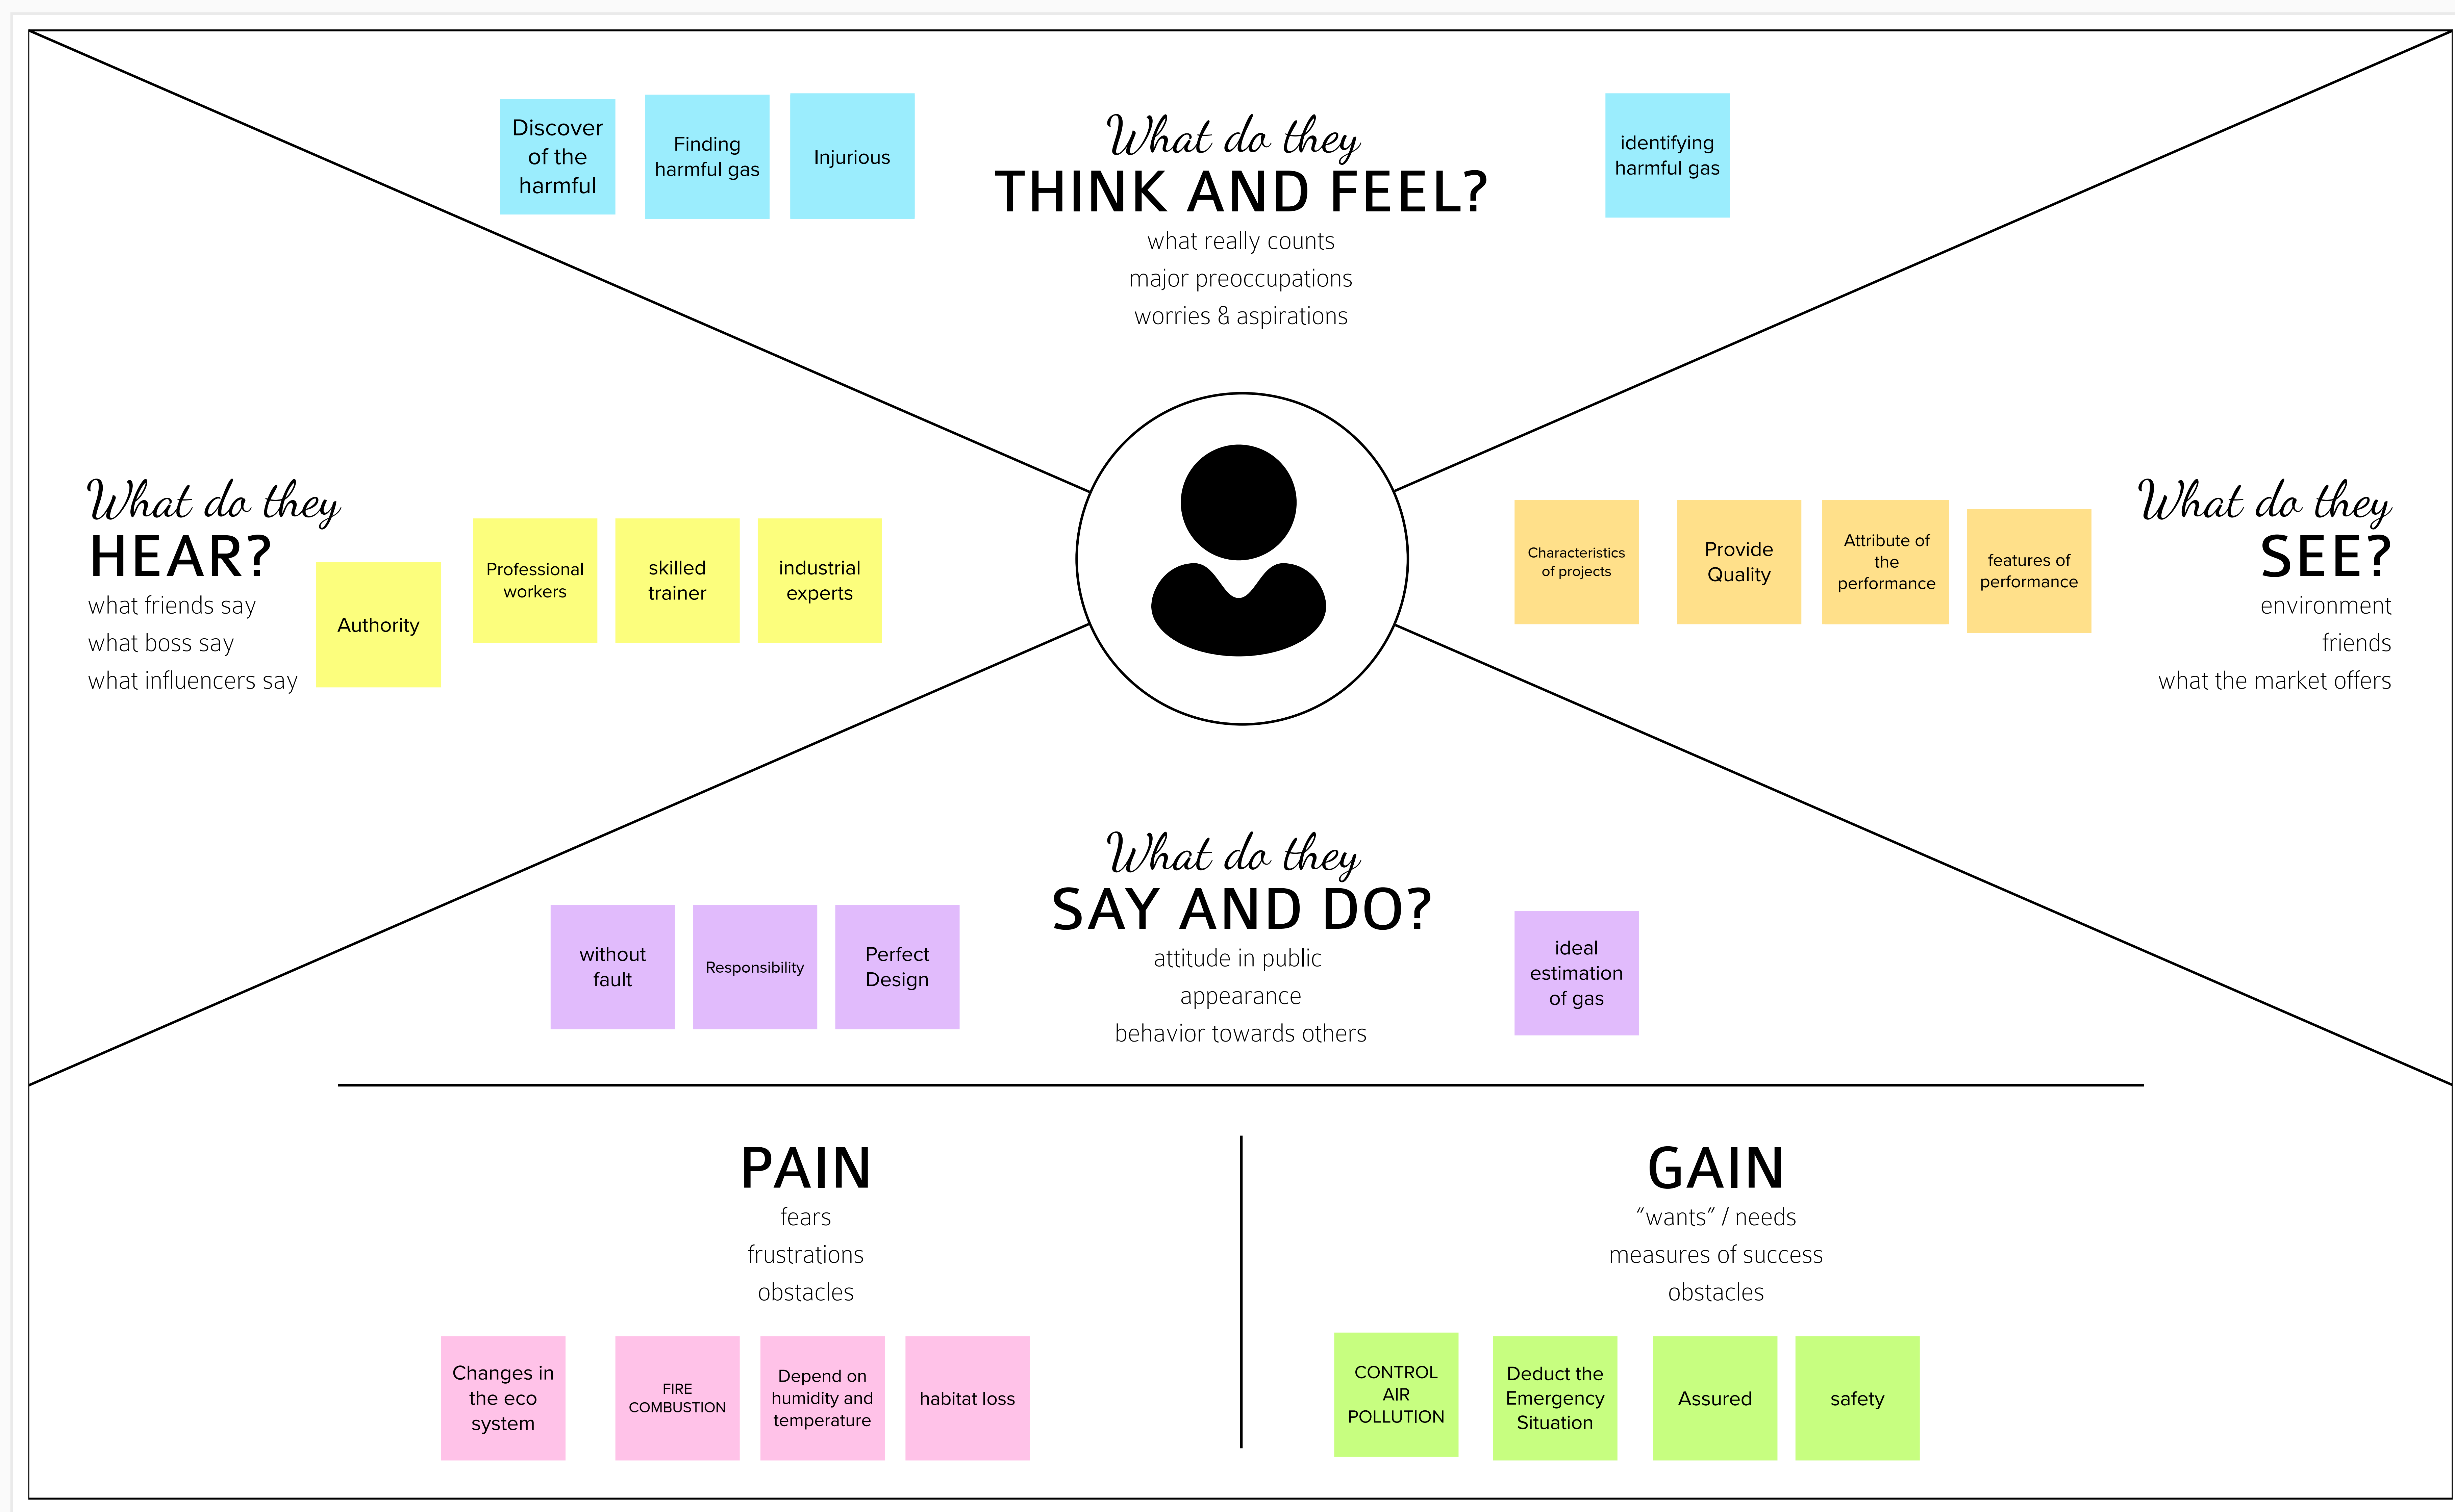 Discover
of the
harmful
Finding
harmful gas
Injurious
What do they
THINK AND FEEL?
what really counts
major preoccupations
worries & aspirations
identifying
harmful gas
What do they
HEAR?
what friends say
what boss say
what influencers say
Authority
Professional
workers
skilled
trainer
industrial
experts
Characteristics
of projects
Provide
Quality
Attribute of
the
performance
features of
performance
What do they
SEE?
environment
friends
what the market offers
What do they
SAY AND DO?
attitude in public
appearance
behavior towards others
without
fault
Responsibility
Perfect
Design
ideal
estimation
of gas
PAIN
fears
frustrations
obstacles
Changes in
the eco
system
FIRE
COMBUSTION
Depend on
humidity and
temperature
habitat loss
GAIN
“wants” / needs
measures of success
obstacles
CONTROL
AIR
POLLUTION
Deduct the
Emergency
Situation
Assured
safety